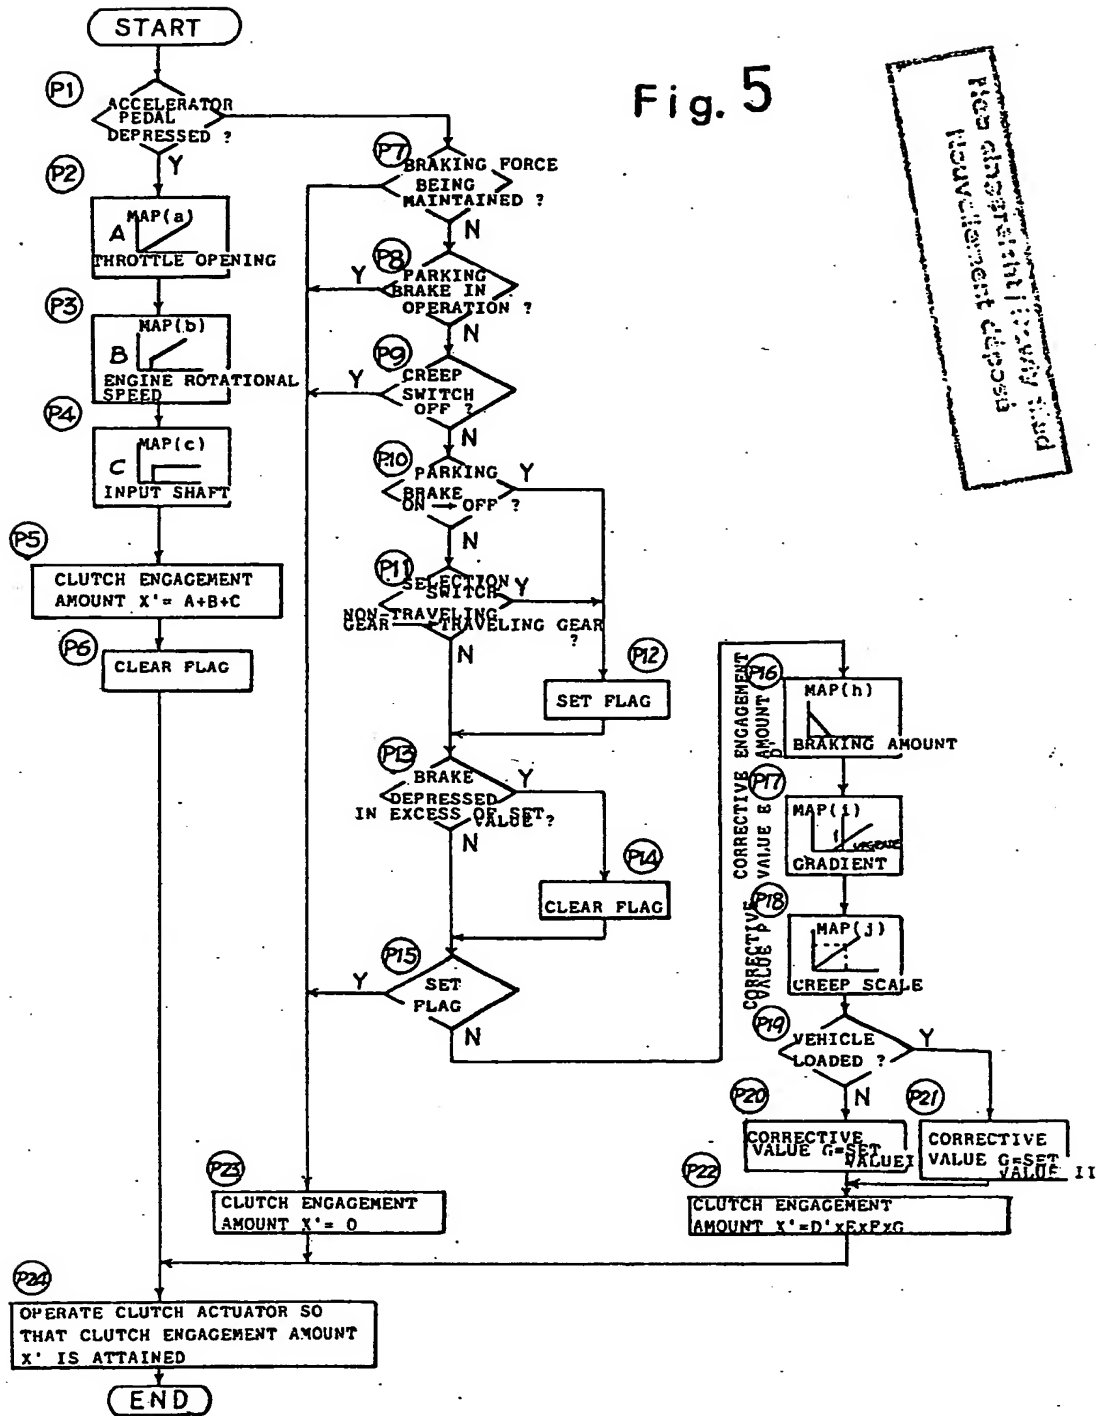 START
Fig. 5
P1
ACCELERATOR
PEDAL
DEPRESSED ?
Y
P2
MAP(a)
A
THROTTLE OPENING
P3
MAP(b)
B
ENGINE ROTATIONAL
SPEED
P4
MAP(c)
C
INPUT SHAFT
P5
CLUTCH ENGAGEMENT
AMOUNT X'= A+B+C
P6
CLEAR FLAG
P7
BRAKING FORCE
BEING
MAINTAINED ?
N
P8
Y
PARKING
BRAKE IN
OPERATION ?
N
P9
Y
CREEP
SWITCH
OFF ?
N
P10
PARKING
Y
BRAKE
ON → OFF ?
N
P11
SELECTION
SWITCH
Y
NON-TRAVELING
GEAR → TRAVELING GEAR
?
N
P12
SET FLAG
P13
BRAKE
Y
DEPRESSED
IN EXCESS OF SET
VALUE ?
N
P14
CLEAR FLAG
P15
Y
SET
FLAG
N
CORRECTIVE ENGAGEMENT
AMOUNT
D'
P16
MAP(h)
BRAKING AMOUNT
CORRECTIVE
VALUE E
P17
MAP(i)
UPGRADE
GRADIENT
CORRECTIVE
VALUE F
P18
MAP(j)
CREEP SCALE
P19
VEHICLE
LOADED ?
Y
N
P20
CORRECTIVE
VALUE G=SET
VALUE I
P21
CORRECTIVE
VALUE G=SET
VALUE II
P22
CLUTCH ENGAGEMENT
AMOUNT X'=D'xExFxG
P23
CLUTCH ENGAGEMENT
AMOUNT X'= 0
P24
OPERATE CLUTCH ACTUATOR SO
THAT CLUTCH ENGAGEMENT AMOUNT
X' IS ATTAINED
END
Neu eingereicht
Nouvellement déposé